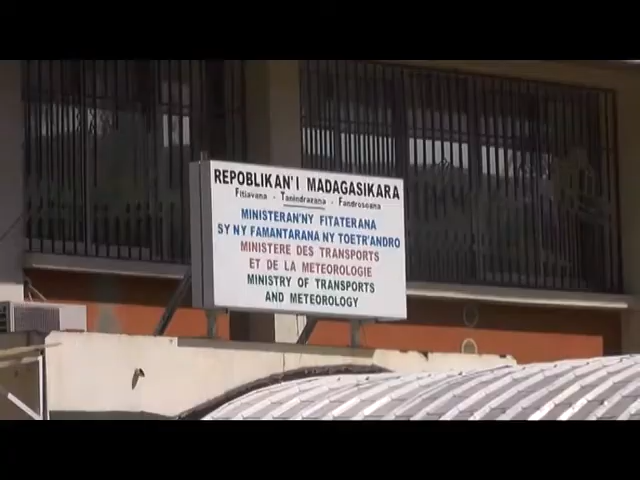 REPOBLIKAN'I MADAGASIKARA
Fitiavana - Tanindrazana - Fandrosoana
MINISTERAN'NY FITATERANA
SY NY FAMANTARANA NY TOETR'ANDRO
MINISTERE DES TRANSPORTS
ET DE LA METEOROLOGIE
MINISTRY OF TRANSPORTS
AND METEOROLOGY